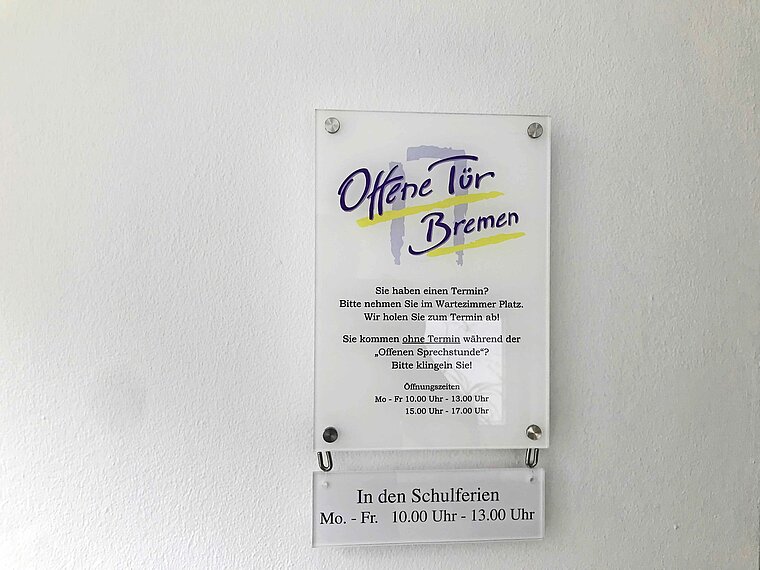 Offene Tür
Bremen
Sie haben einen Termin?
Bitte nehmen Sie im Wartezimmer Platz.
Wir holen Sie zum Termin ab!
Sie kommen ohne Termin während der
„Offenen Sprechstunde“?
Bitte klingeln Sie!
Öffnungszeiten
Mo - Fr 10.00 Uhr - 13.00 Uhr
15.00 Uhr - 17.00 Uhr
In den Schulferien
Mo. - Fr. 10.00 Uhr - 13.00 Uhr